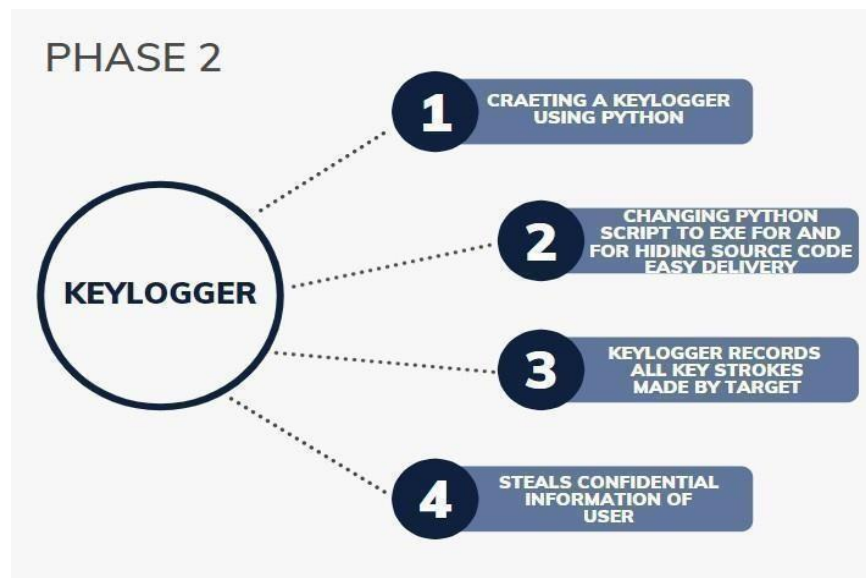 PHASE 2
KEYLOGGER
1
CRAETING A KEYLOGGER
USING PYTHON
2
CHANGING PYTHON
SCRIPT TO EXE FOR AND
FOR HIDING SOURCE CODE
EASY DELIVERY
3
KEYLOGGER RECORDS
ALL KEY STROKES
MADE BY TARGET
4
STEALS CONFIDENTIAL
INFORMATION OF
USER